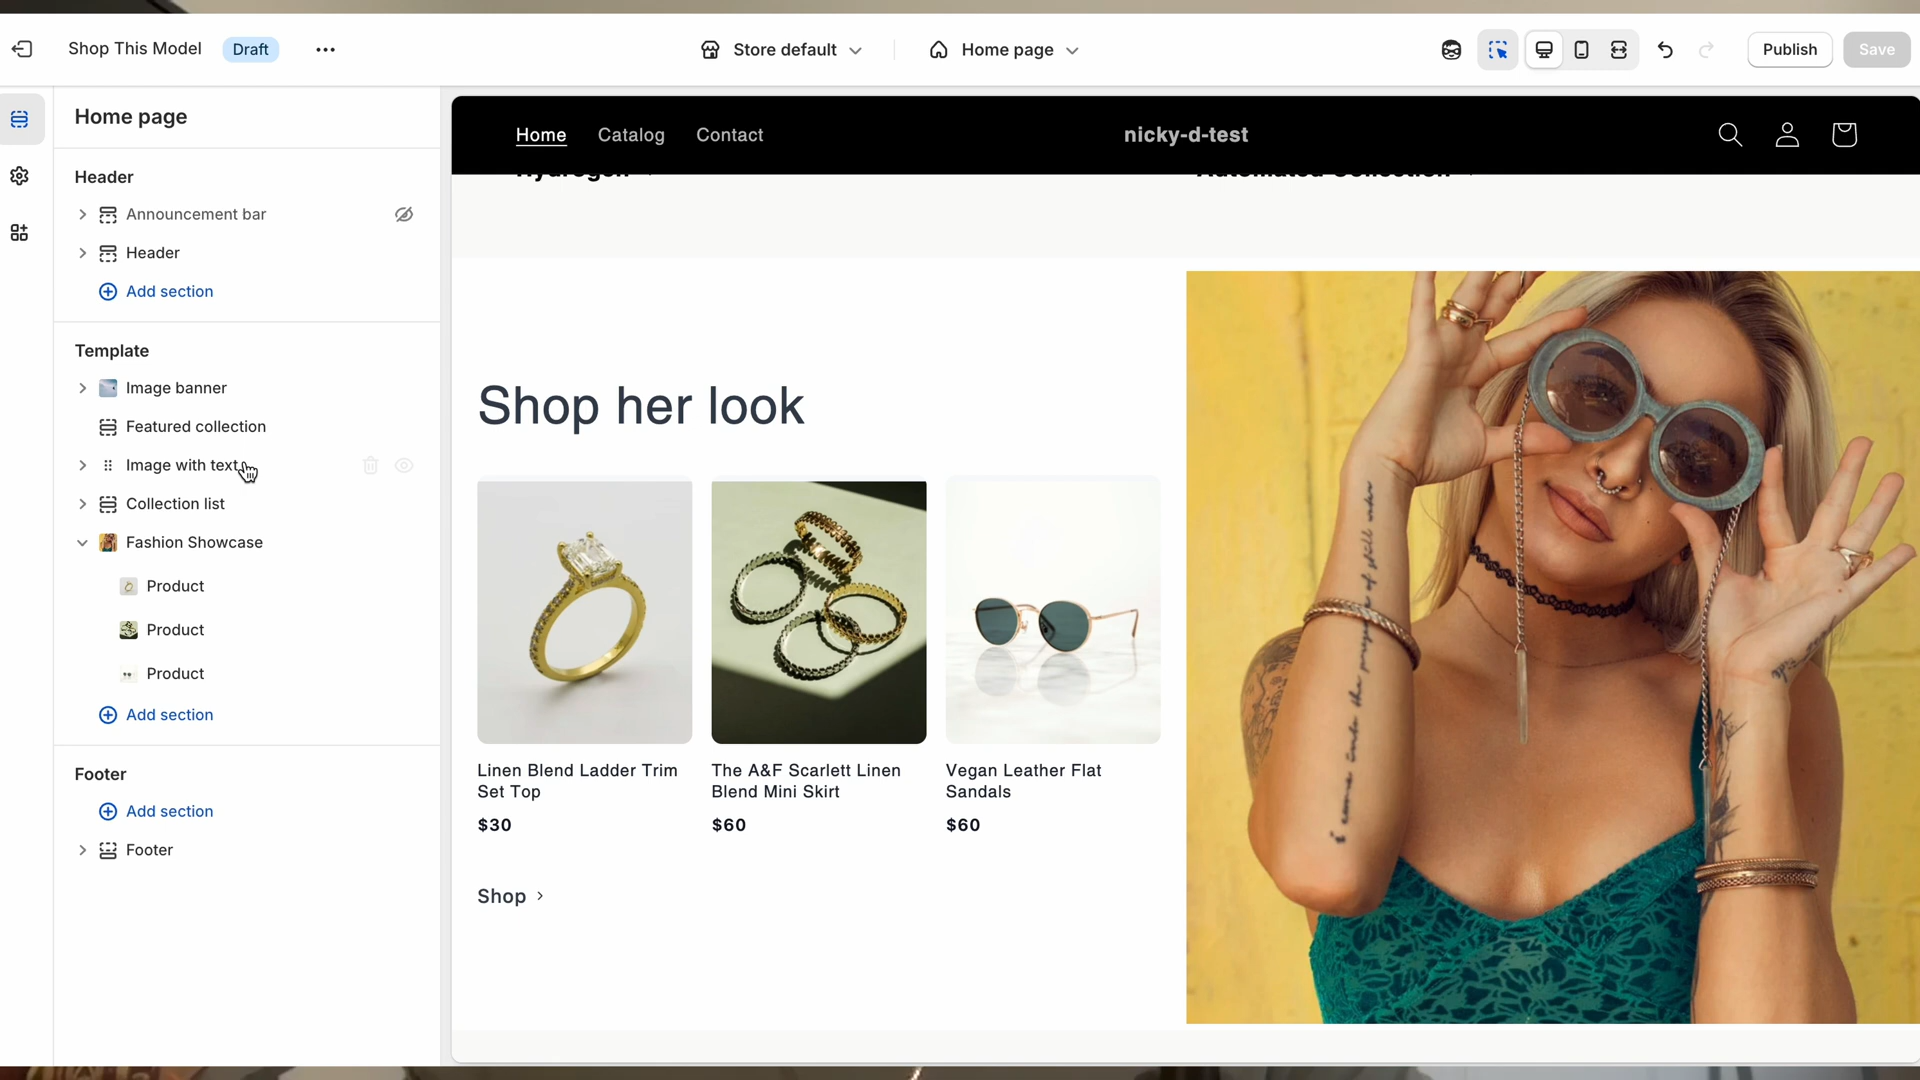 Shop This Model
Draft
Store default
Home page
Publish
Save
Home page
Header
Announcement bar
Header
Add section
Template
Image banner
Featured collection
Image with text
Collection list
Fashion Showcase
Product
Product
Product
Add section
Footer
Add section
Footer
Home
Catalog
Contact
nicky-d-test
Hydrogen
Automated Collection
Shop her look
Linen Blend Ladder Trim
Set Top
$30
The A&F Scarlett Linen
Blend Mini Skirt
$60
Vegan Leather Flat
Sandals
$60
Shop